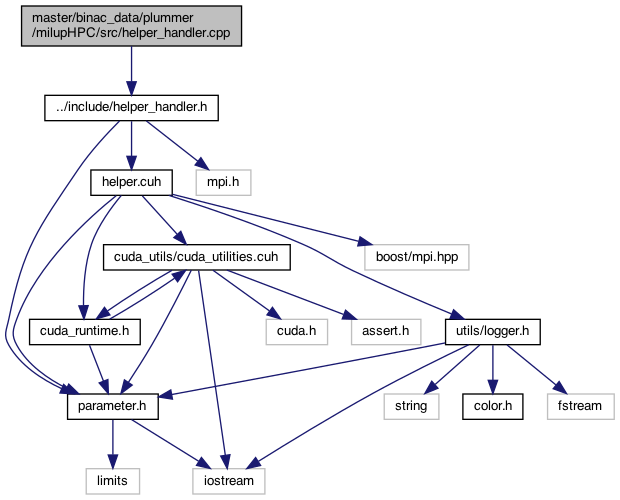 master/binac_data/plummer
/milupHPC/src/helper_handler.cpp
../include/helper_handler.h
helper.cuh
mpi.h
cuda_utils/cuda_utilities.cuh
boost/mpi.hpp
cuda_runtime.h
cuda.h
assert.h
utils/logger.h
parameter.h
string
color.h
fstream
limits
iostream